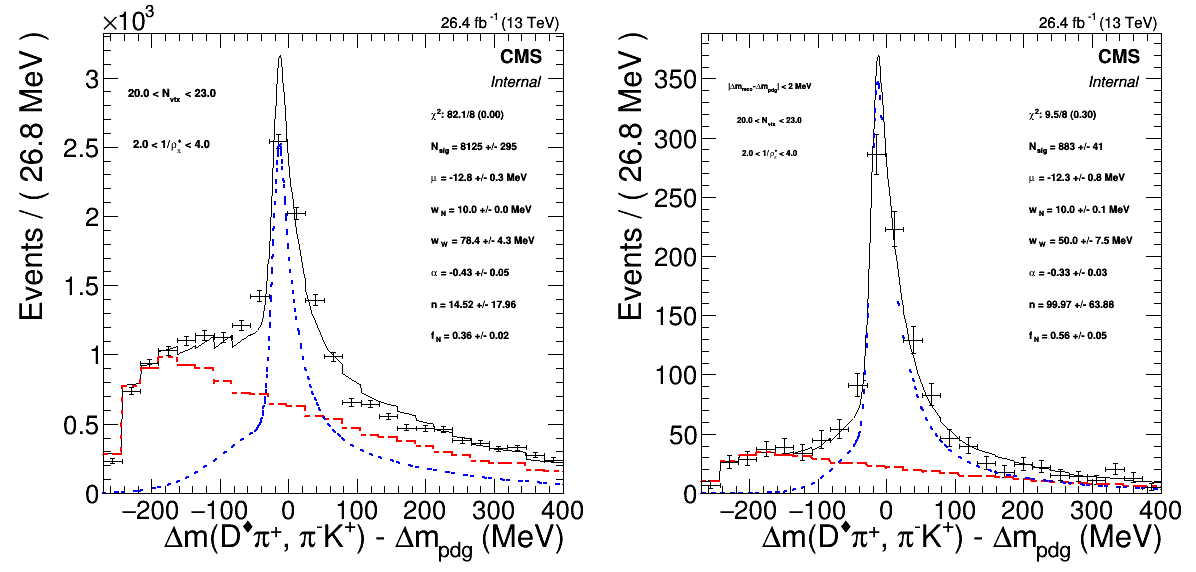 ×10³
26.4 fb⁻¹ (13 TeV)
CMS
Internal
20.0 < N_vtx < 23.0
2.0 < 1/ρ_π^♦ < 4.0
χ²: 82.1/8 (0.00)
N_sig = 8125 +/- 295
μ = -12.8 +/- 0.3 MeV
w_N = 10.0 +/- 0.0 MeV
w_W = 78.4 +/- 4.3 MeV
α = -0.43 +/- 0.05
n = 14.52 +/- 17.96
f_N = 0.36 +/- 0.02
Events / ( 26.8 MeV )
3
2.5
2
1.5
1
0.5
0
−200 −100 0 100 200 300 400
Δm(D^♦π⁺, π⁻K⁺) - Δm_pdg (MeV)
26.4 fb⁻¹ (13 TeV)
CMS
Internal
|Δm_reco-Δm_pdg| < 2 MeV
20.0 < N_vtx < 23.0
2.0 < 1/ρ < 4.0
χ²: 9.5/8 (0.30)
N_sig = 883 +/- 41
μ = -12.3 +/- 0.8 MeV
w_N = 10.0 +/- 0.1 MeV
w_W = 50.0 +/- 7.5 MeV
α = -0.33 +/- 0.03
n = 99.97 +/- 63.88
f_N = 0.56 +/- 0.05
Events / ( 26.8 MeV )
350
300
250
200
150
100
50
0
−200 −100 0 100 200 300 400
Δm(D^♦π⁺, π⁻K⁺) - Δm_pdg (MeV)